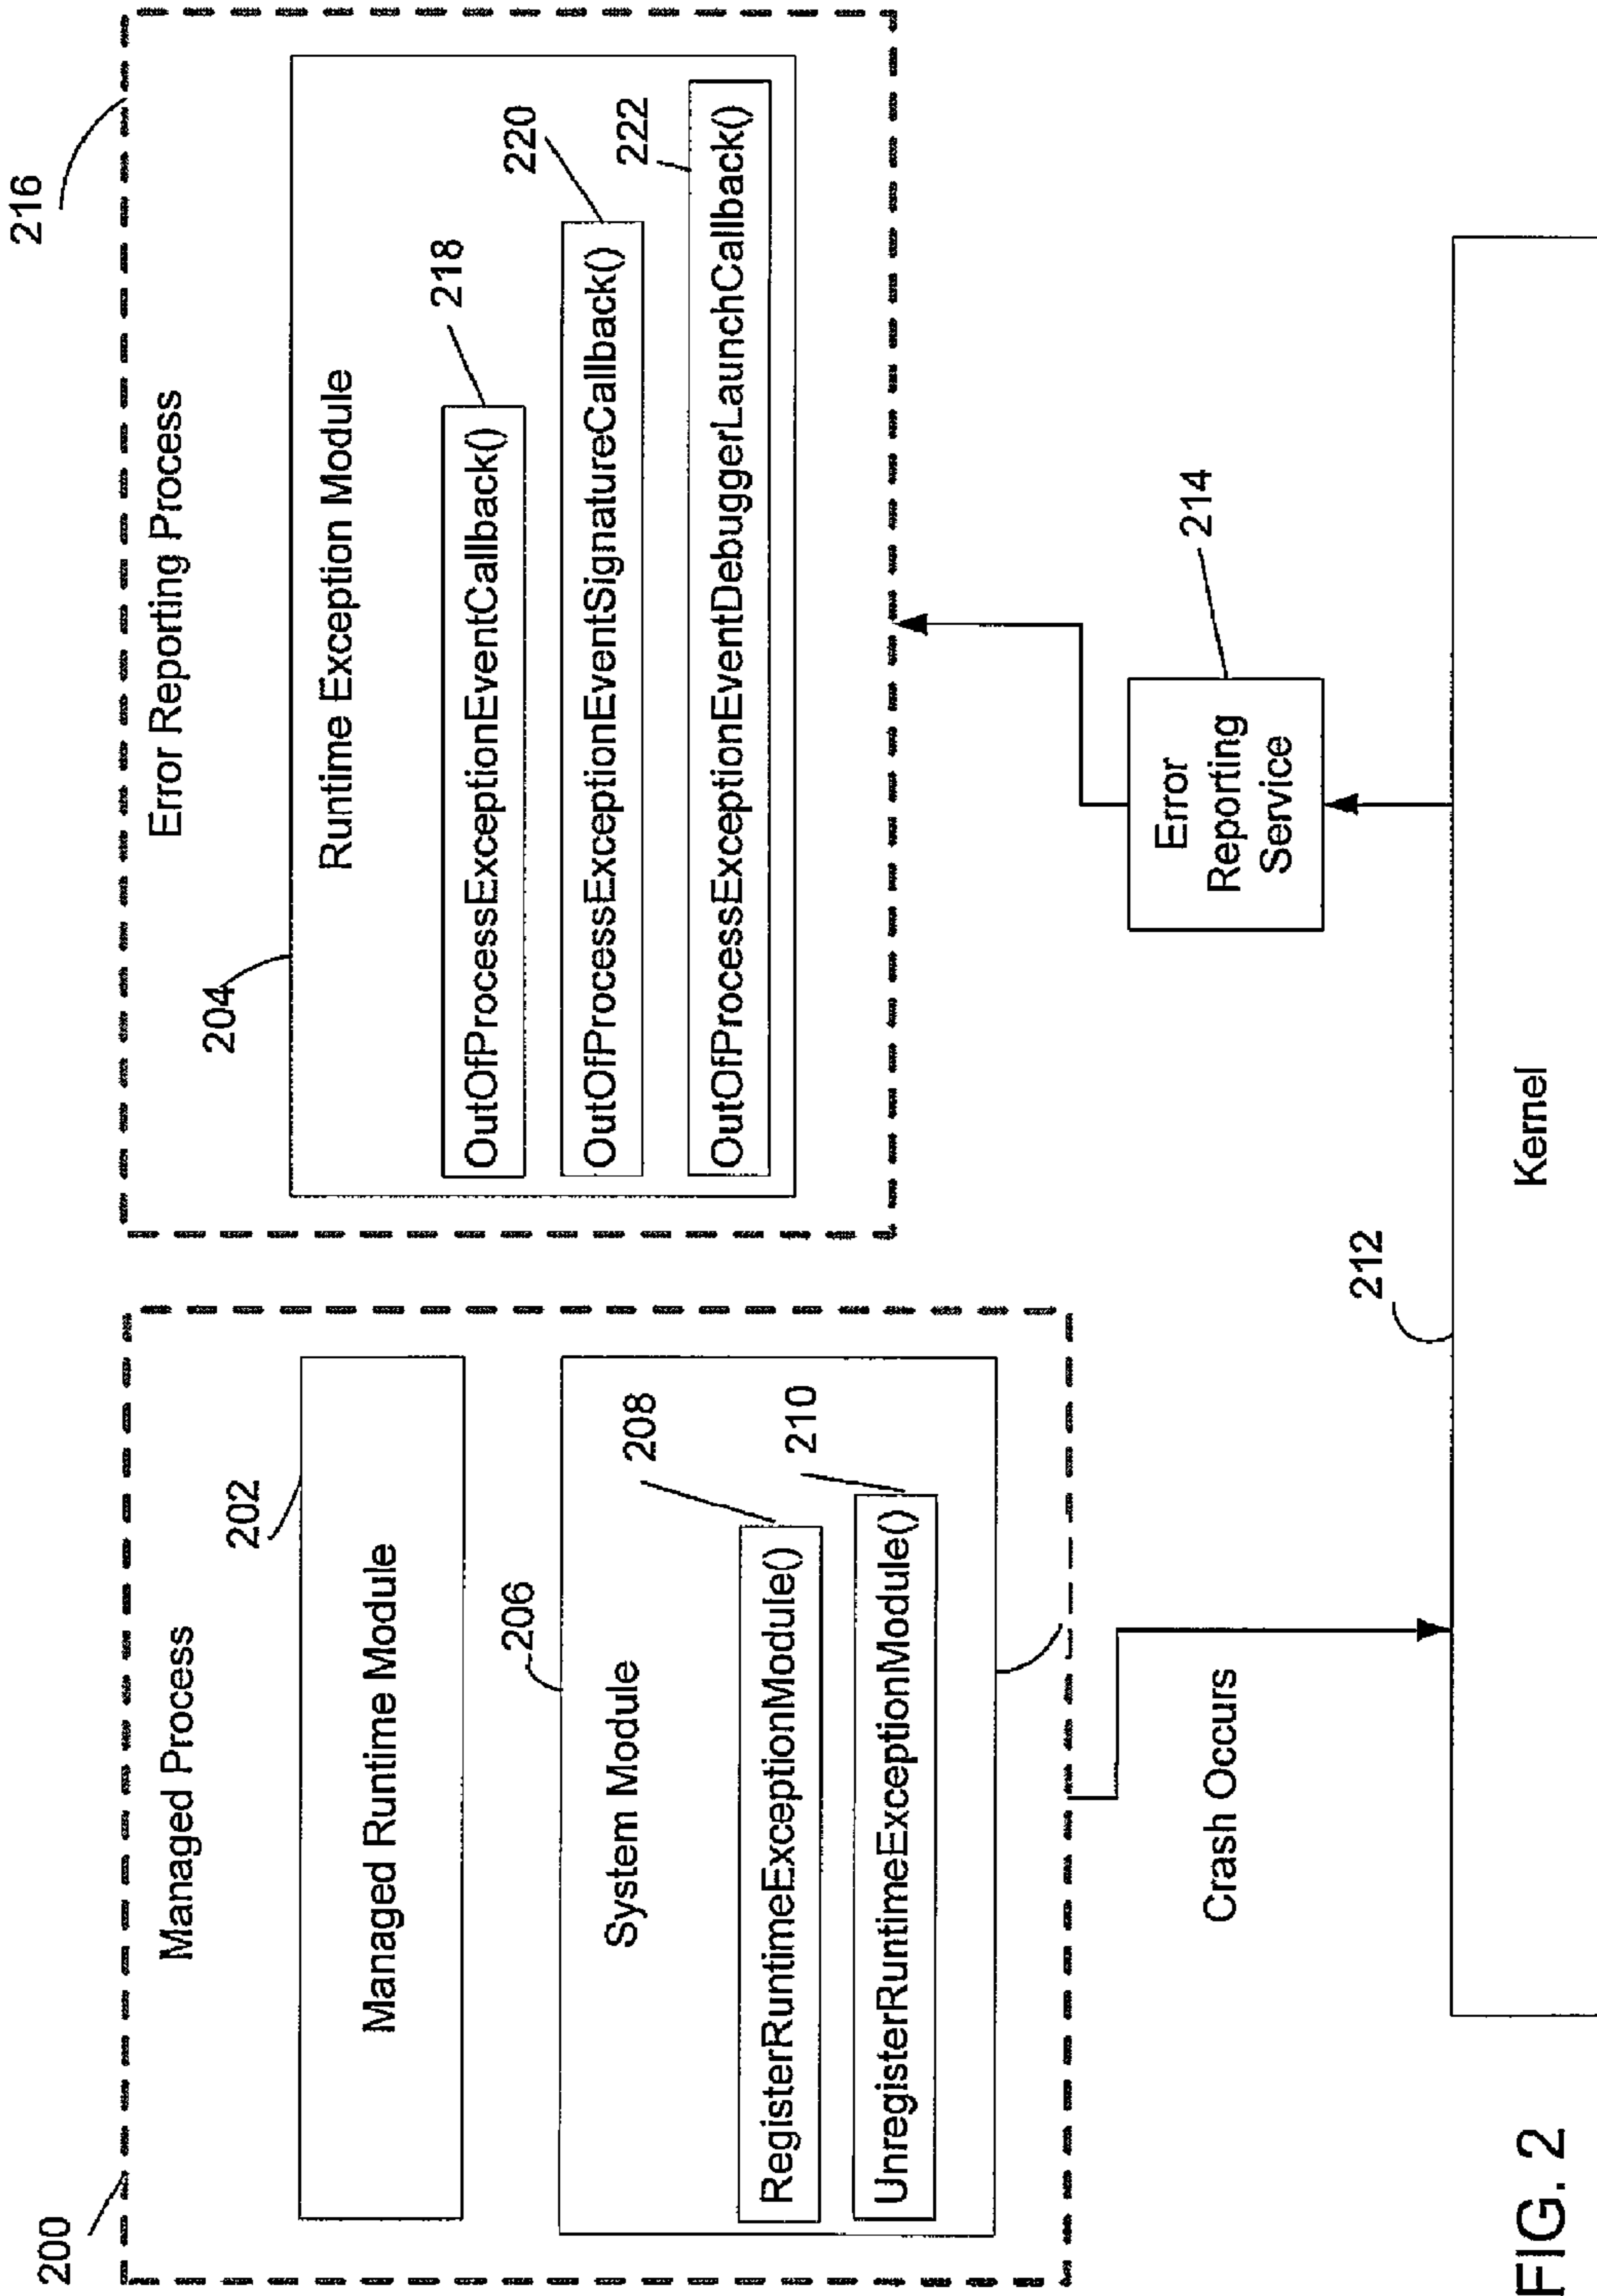 200
Managed Process
202
Managed Runtime Module
206
System Module
208
RegisterRuntimeExceptionModule()
210
UnregisterRuntimeExceptionModule()
Crash Occurs
216
Error Reporting Process
204
Runtime Exception Module
218
OutOfProcessExceptionEventCallback()
220
OutOfProcessExceptionEventSignatureCallback()
222
OutOfProcessExceptionEventDebuggerLaunchCallback()
214
Error
Reporting
Service
212
Kernel
FIG. 2